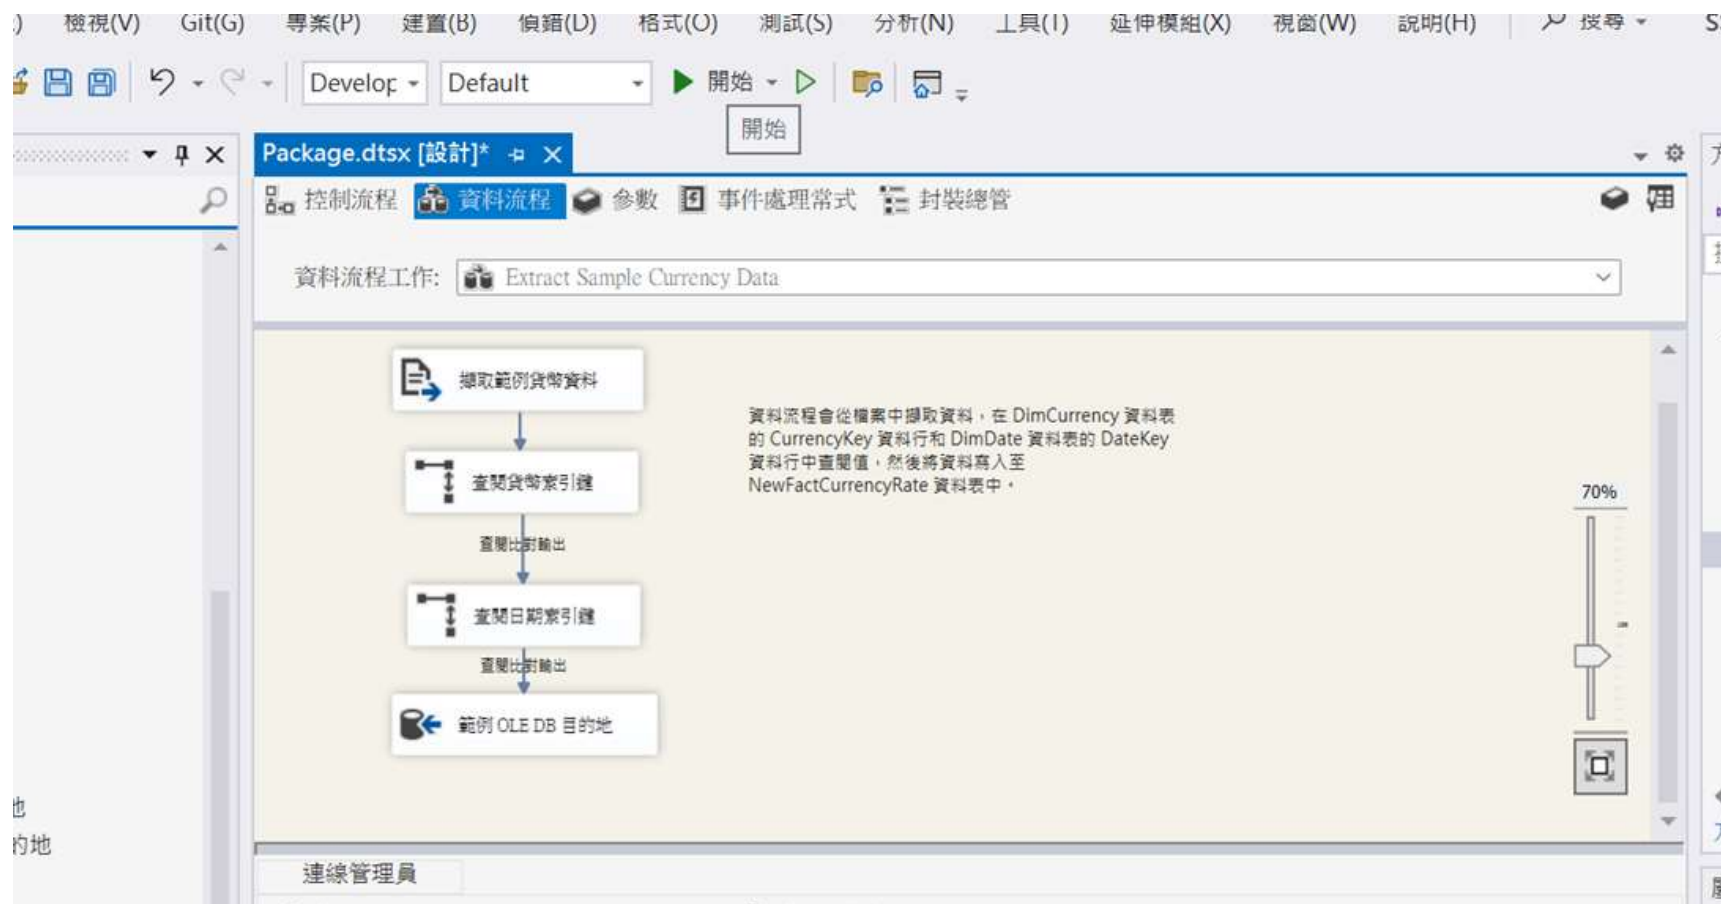 檢視(V) Git(G) 專案(P) 建置(B) 偵錯(D) 格式(O) 測試(S) 分析(N) 工具(T) 延伸模組(X) 視窗(W) 說明(H) 搜尋
Develop Default 開始
開始
Package.dtsx [設計]*
控制流程 資料流程 參數 事件處理常式 封裝總管
資料流程工作: Extract Sample Currency Data
擷取範例貨幣資料
資料流程會從檔案中擷取資料，在 DimCurrency 資料表
的 CurrencyKey 資料行和 DimDate 資料表的 DateKey
資料行中查閱值，然後將資料寫入至
NewFactCurrencyRate 資料表中。
查閱貨幣索引鍵
70%
查閱比對輸出
查閱日期索引鍵
查閱比對輸出
範例 OLE DB 目的地
地
的地
連線管理員